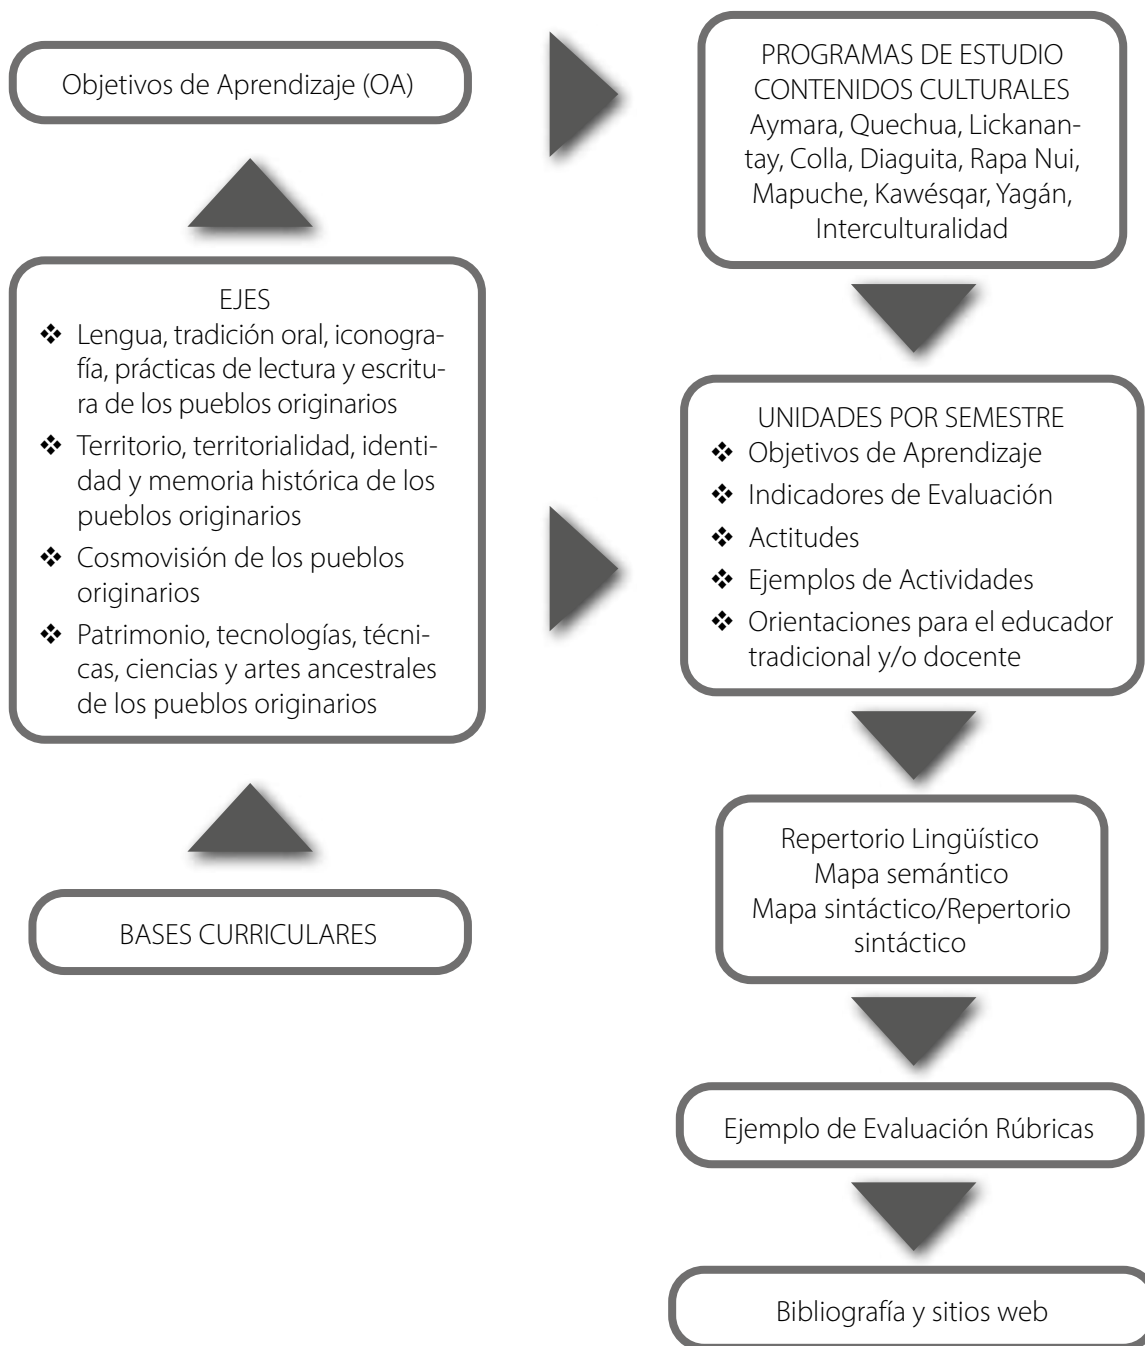 Objetivos de Aprendizaje (OA)
PROGRAMAS DE ESTUDIO
CONTENIDOS CULTURALES
Aymara, Quechua, Lickanan-
tay, Colla, Diaguita, Rapa Nui,
Mapuche, Kawésqar, Yagán,
Interculturalidad
EJES
❖ Lengua, tradición oral, iconogra-
fía, prácticas de lectura y escritu-
ra de los pueblos originarios
❖ Territorio, territorialidad, identi-
dad y memoria histórica de los
pueblos originarios
❖ Cosmovisión de los pueblos
originarios
❖ Patrimonio, tecnologías, técni-
cas, ciencias y artes ancestrales
de los pueblos originarios
UNIDADES POR SEMESTRE
❖ Objetivos de Aprendizaje
❖ Indicadores de Evaluación
❖ Actitudes
❖ Ejemplos de Actividades
❖ Orientaciones para el educador
tradicional y/o docente
BASES CURRICULARES
Repertorio Lingüístico
Mapa semántico
Mapa sintáctico/Repertorio
sintáctico
Ejemplo de Evaluación Rúbricas
Bibliografía y sitios web